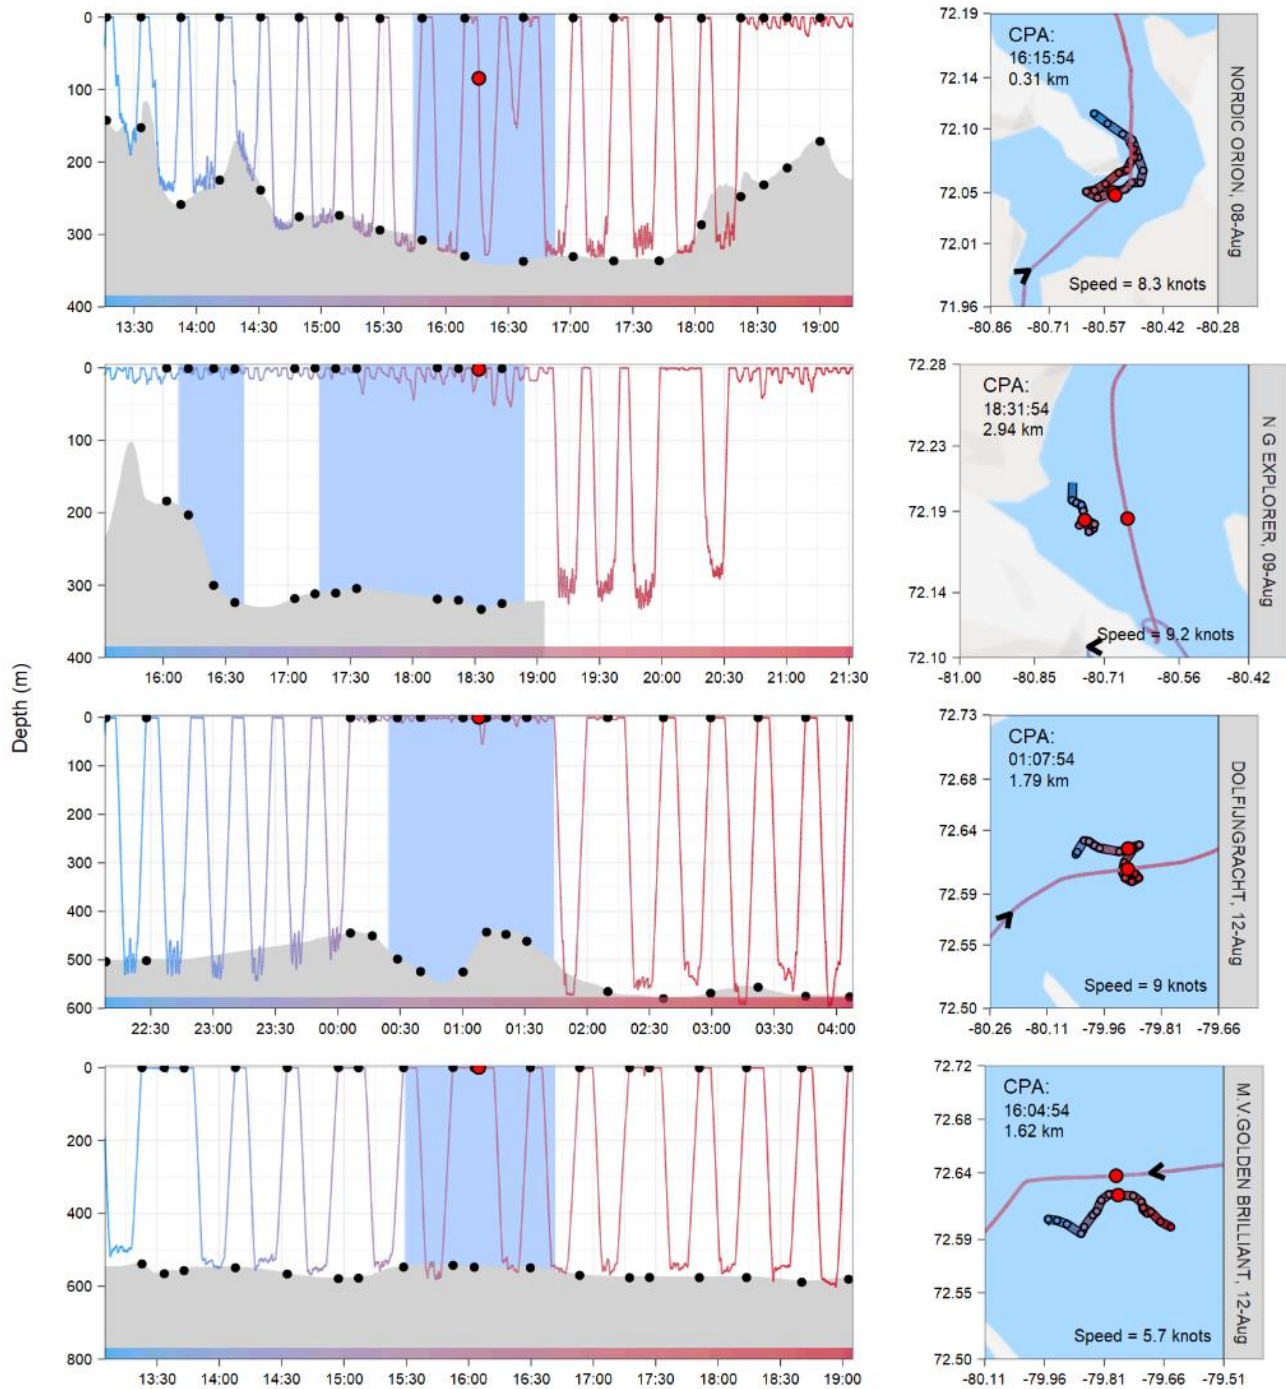 Depth (m)
0
100
200
300
400
13:30 14:00 14:30 15:00 15:30 16:00 16:30 17:00 17:30 18:00 18:30 19:00
CPA:
16:15:54
0.31 km
Speed = 8.3 knots
72.19
72.14
72.10
72.05
72.01
71.96
-80.86 -80.71 -80.57 -80.42 -80.28
NORDIC ORION, 08-Aug
0
100
200
300
400
16:00 16:30 17:00 17:30 18:00 18:30 19:00 19:30 20:00 20:30 21:00 21:30
CPA:
18:31:54
2.94 km
Speed = 9.2 knots
72.28
72.23
72.19
72.14
72.10
-81.00 -80.85 -80.71 -80.56 -80.42
N G EXPLORER, 09-Aug
0
100
200
300
400
500
600
22:30 23:00 23:30 00:00 00:30 01:00 01:30 02:00 02:30 03:00 03:30 04:00
CPA:
01:07:54
1.79 km
Speed = 9 knots
72.73
72.68
72.64
72.59
72.55
72.50
-80.26 -80.11 -79.96 -79.81 -79.66
DOLFIJNGRACHT, 12-Aug
0
200
400
600
800
13:30 14:00 14:30 15:00 15:30 16:00 16:30 17:00 17:30 18:00 18:30 19:00
CPA:
16:04:54
1.62 km
Speed = 5.7 knots
72.72
72.68
72.64
72.59
72.55
72.50
-80.11 -79.96 -79.81 -79.66 -79.51
M.V.GOLDEN BRILLIANT, 12-Aug